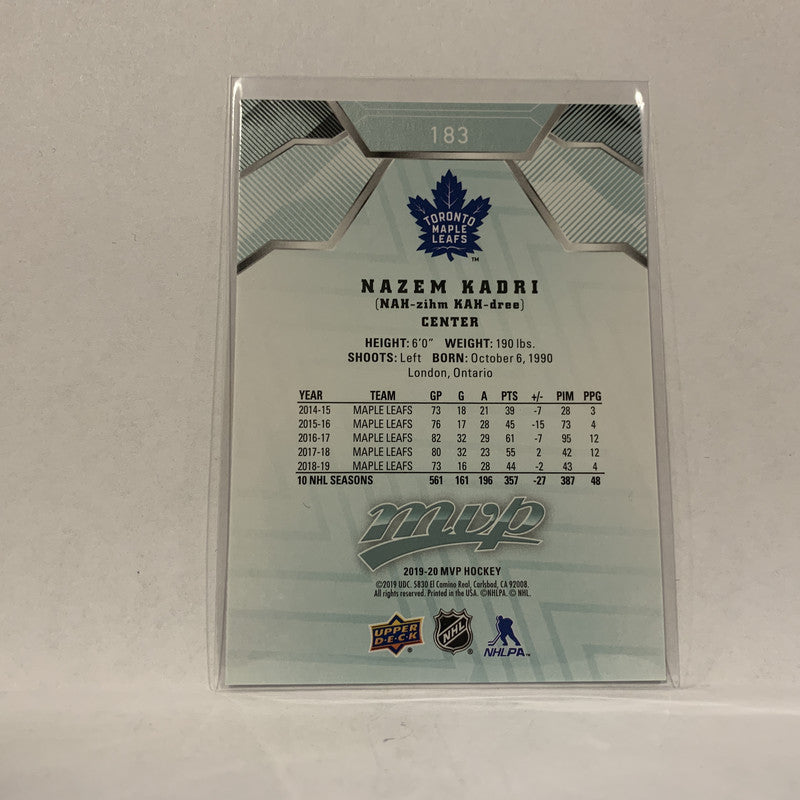 183
TORONTO
MAPLE
LEAFS
TM
NAZEM KADRI
(NAH-zihm KAH-dree)
CENTER
HEIGHT: 6'0" WEIGHT: 190 lbs.
SHOOTS: Left BORN: October 6, 1990
London, Ontario
YEAR TEAM GP G A PTS +/- PIM PPG
2014-15 MAPLE LEAFS 73 18 21 39 -7 28 3
2015-16 MAPLE LEAFS 76 17 28 45 -15 73 4
2016-17 MAPLE LEAFS 82 32 29 61 -7 95 12
2017-18 MAPLE LEAFS 80 32 23 55 2 42 12
2018-19 MAPLE LEAFS 73 16 28 44 -2 43 4
10 NHL SEASONS 561 161 196 357 -27 387 48
mvp
2019-20 MVP HOCKEY
©2019 UDC. 5830 El Camino Real, Carlsbad, CA 92008.
All rights reserved. Printed in the USA. ©NHLPA. © NHL.
UPPER
D·E·C·K
NHL
NHLPA